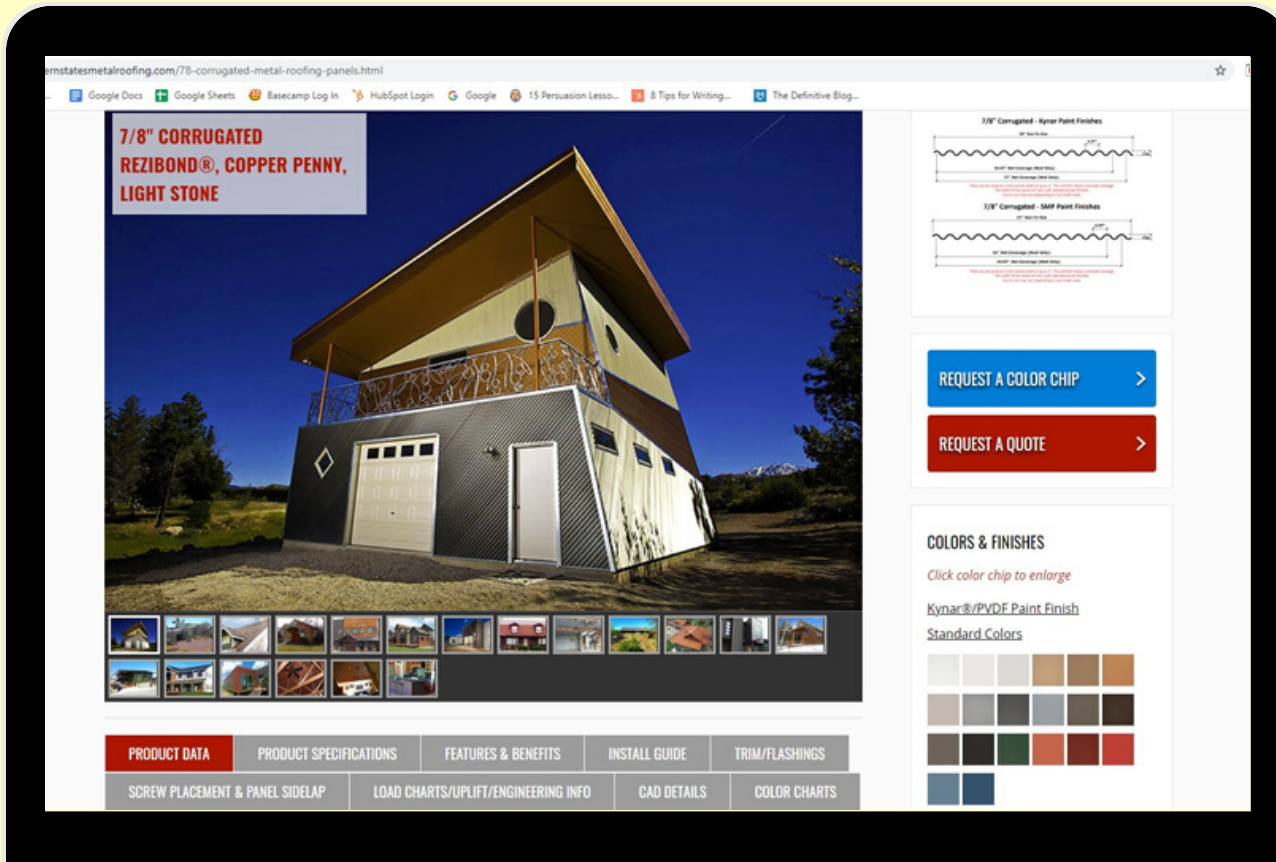 ernstatesmetalroofing.com/78-corrugated-metal-roofing-panels.html
Google Docs Google Sheets Basecamp Log In HubSpot Login Google 15 Persuasion Lesso... 8 Tips for Writing... The Definitive Blog...
7/8" CORRUGATED
REZIBOND®, COPPER PENNY,
LIGHT STONE
7/8" Corrugated - Kynar Paint Finishes
7/8" Corrugated - SMP Paint Finishes
REQUEST A COLOR CHIP
REQUEST A QUOTE
COLORS & FINISHES
Click color chip to enlarge
Kynar®/PVDF Paint Finish
Standard Colors
PRODUCT DATA PRODUCT SPECIFICATIONS FEATURES & BENEFITS INSTALL GUIDE TRIM/FLASHINGS
SCREW PLACEMENT & PANEL SIDELAP LOAD CHARTS/UPLIFT/ENGINEERING INFO CAD DETAILS COLOR CHARTS